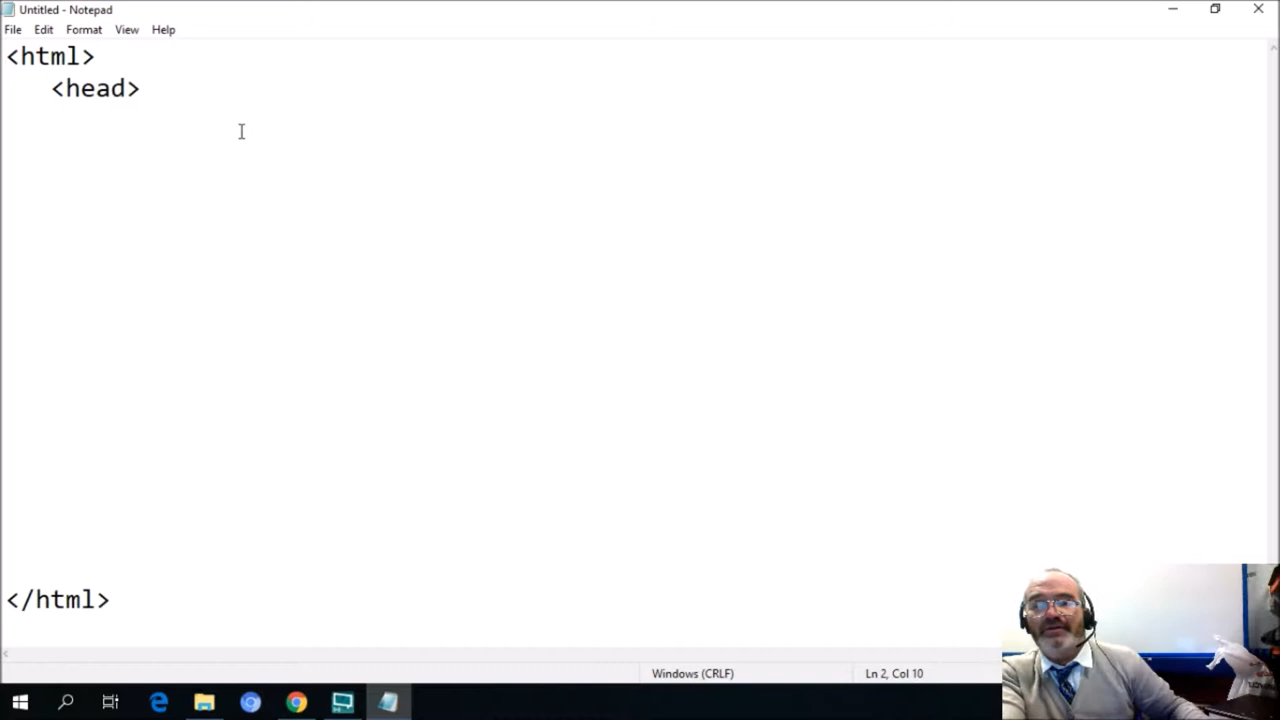 Untitled - Notepad
File Edit Format View Help
<html>
<head>
</html>
Windows (CRLF) Ln 2, Col 10